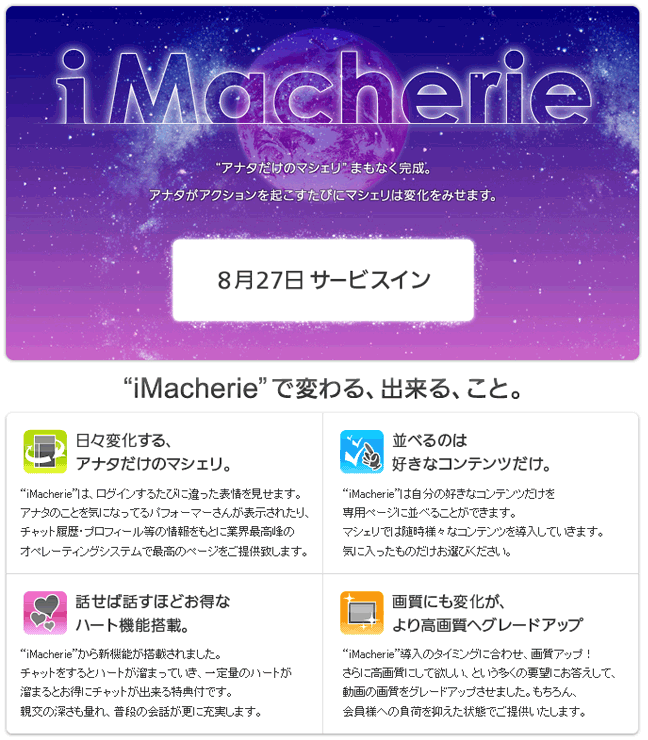 iMacherie
“アナタだけのマシェリ” まもなく完成。
アナタがアクションを起こすたびにマシェリは変化をみせます。
8月27日 サービスイン
“iMacherie” で変わる、出来る、こと。
日々変化する、
アナタだけのマシェリ。
“iMacherie”は、ログインするたびに違った表情を見せます。
アナタのことを気になってるパフォーマーさんが表示されたり、
チャット履歴・プロフィール等の情報をもとに業界最高峰の
オペレーティングシステムで最高のページをご提供致します。
並べるのは
好きなコンテンツだけ。
“iMacherie”は自分の好きなコンテンツだけを
専用ページに並べることができます。
マシェリでは随時様々なコンテンツを導入していきます。
気に入ったものだけお選びください。
話せば話すほどお得な
ハート機能搭載。
“iMacherie”から新機能が搭載されました。
チャットをするとハートが溜まっていき、一定量のハートが
溜まるとお得にチャットが出来る特典付です。
親交の深さも量れ、普段の会話が更に充実します。
画質にも変化が、
より高画質へグレードアップ
“iMacherie”導入のタイミングに合わせ、画質アップ！
さらに高画質にして欲しい、という多くの要望にお答えして、
動画の画質をグレードアップさせました。もちろん、
会員様への負荷を抑えた状態でご提供いたします。